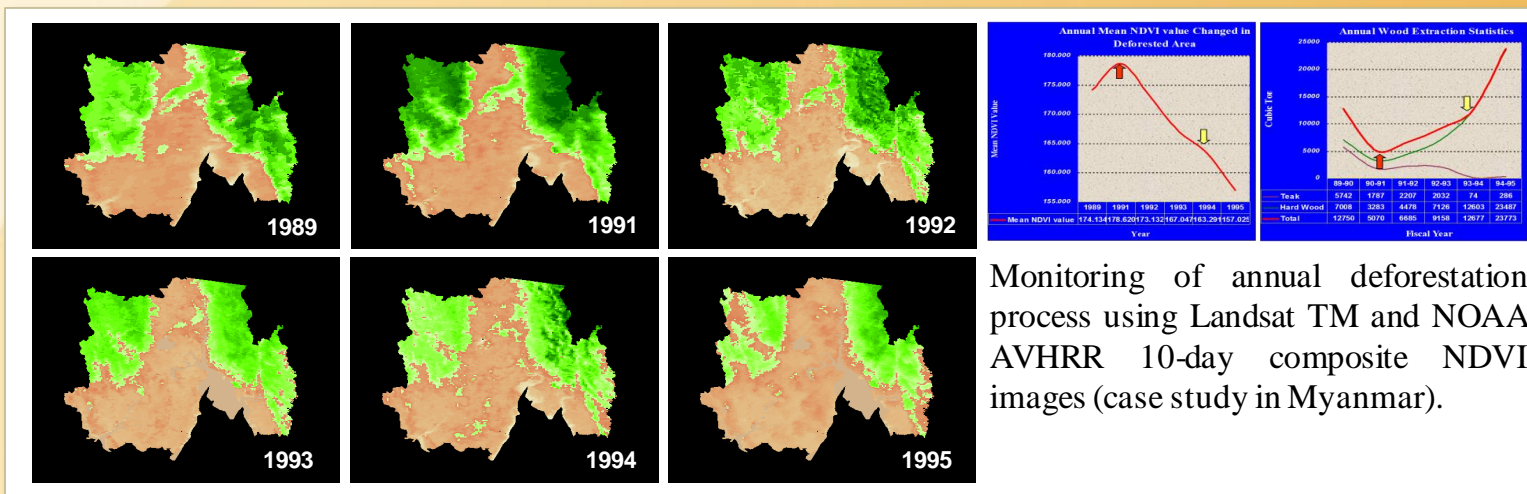 1989
1991
1992
1993
1994
1995
Annual Mean NDVI value Changed in
Deforested Area
Mean NDVI Value
180.000
175.000
170.000
165.000
160.000
155.000
1989 1991 1992 1993 1994 1995
Mean NDVI value 174.134 178.620 173.132 167.047 163.291 157.025
Year
Annual Wood Extraction Statistics
Cubic Ton
25000
20000
15000
10000
5000
0
89-90 90-91 91-92 92-93 93-94 94-95
Teak 5742 1787 2207 2032 74 286
Hard Wood 7008 3283 4478 7126 12603 23487
Total 12750 5070 6685 9158 12677 23773
Fiscal Year
Monitoring of annual deforestation
process using Landsat TM and NOAA
AVHRR 10-day composite NDVI
images (case study in Myanmar).